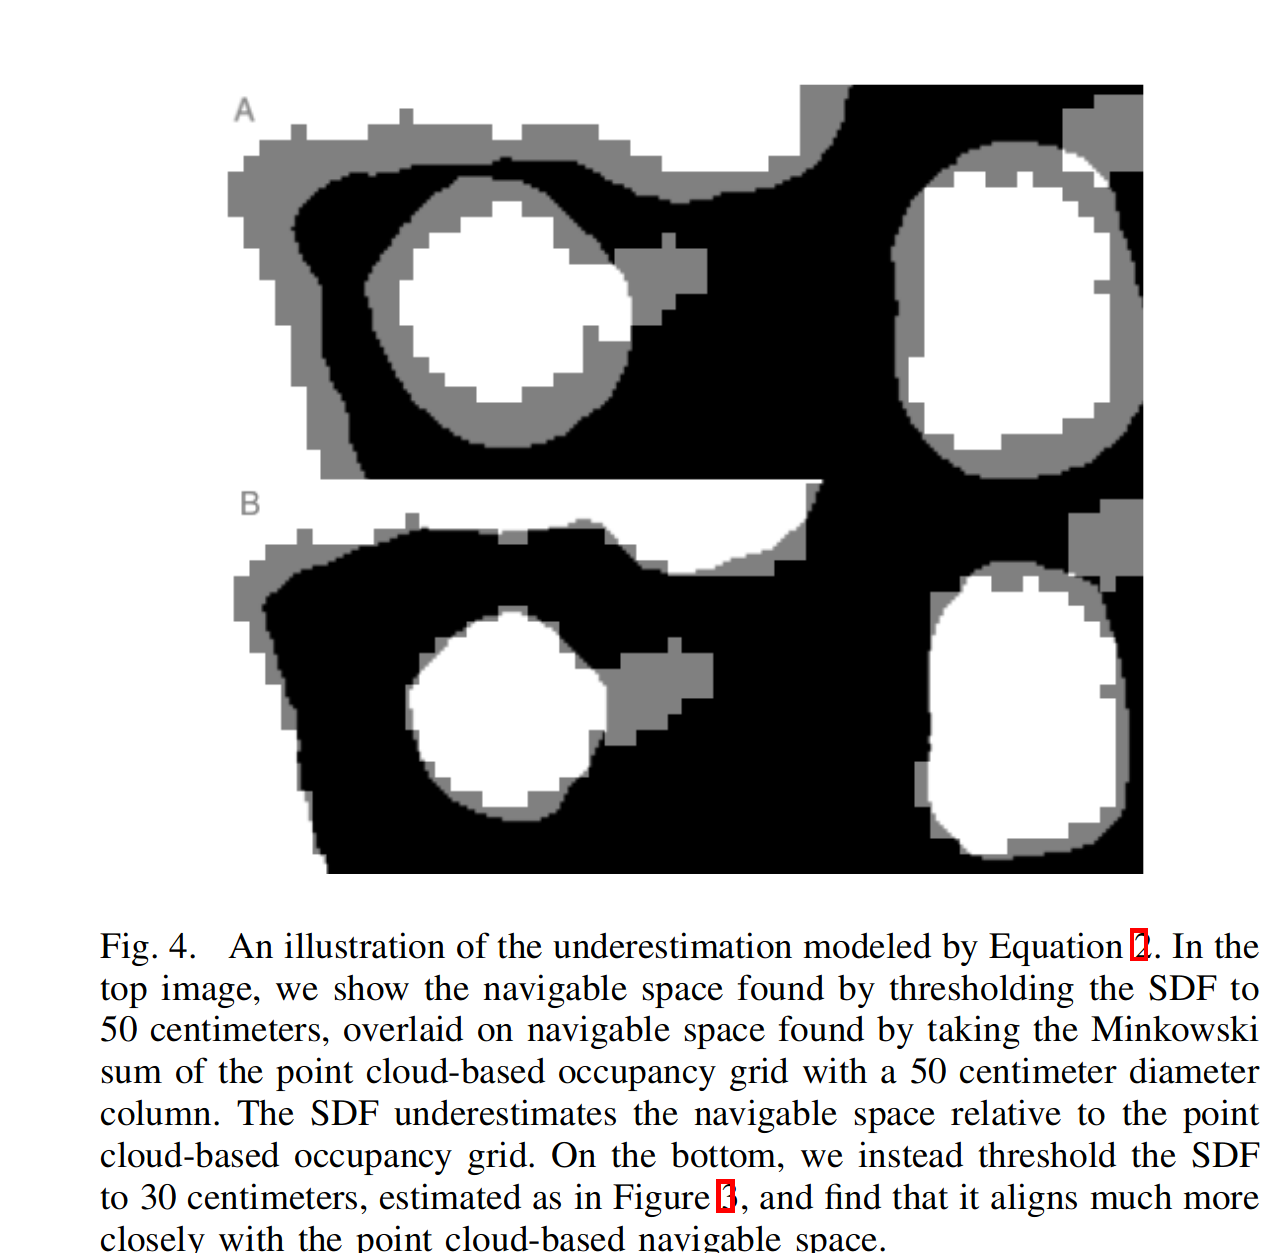 A
B
Fig. 4. An illustration of the underestimation modeled by Equation 2. In the
top image, we show the navigable space found by thresholding the SDF to
50 centimeters, overlaid on navigable space found by taking the Minkowski
sum of the point cloud-based occupancy grid with a 50 centimeter diameter
column. The SDF underestimates the navigable space relative to the point
cloud-based occupancy grid. On the bottom, we instead threshold the SDF
to 30 centimeters, estimated as in Figure 3, and find that it aligns much more
closely with the point cloud-based navigable space.